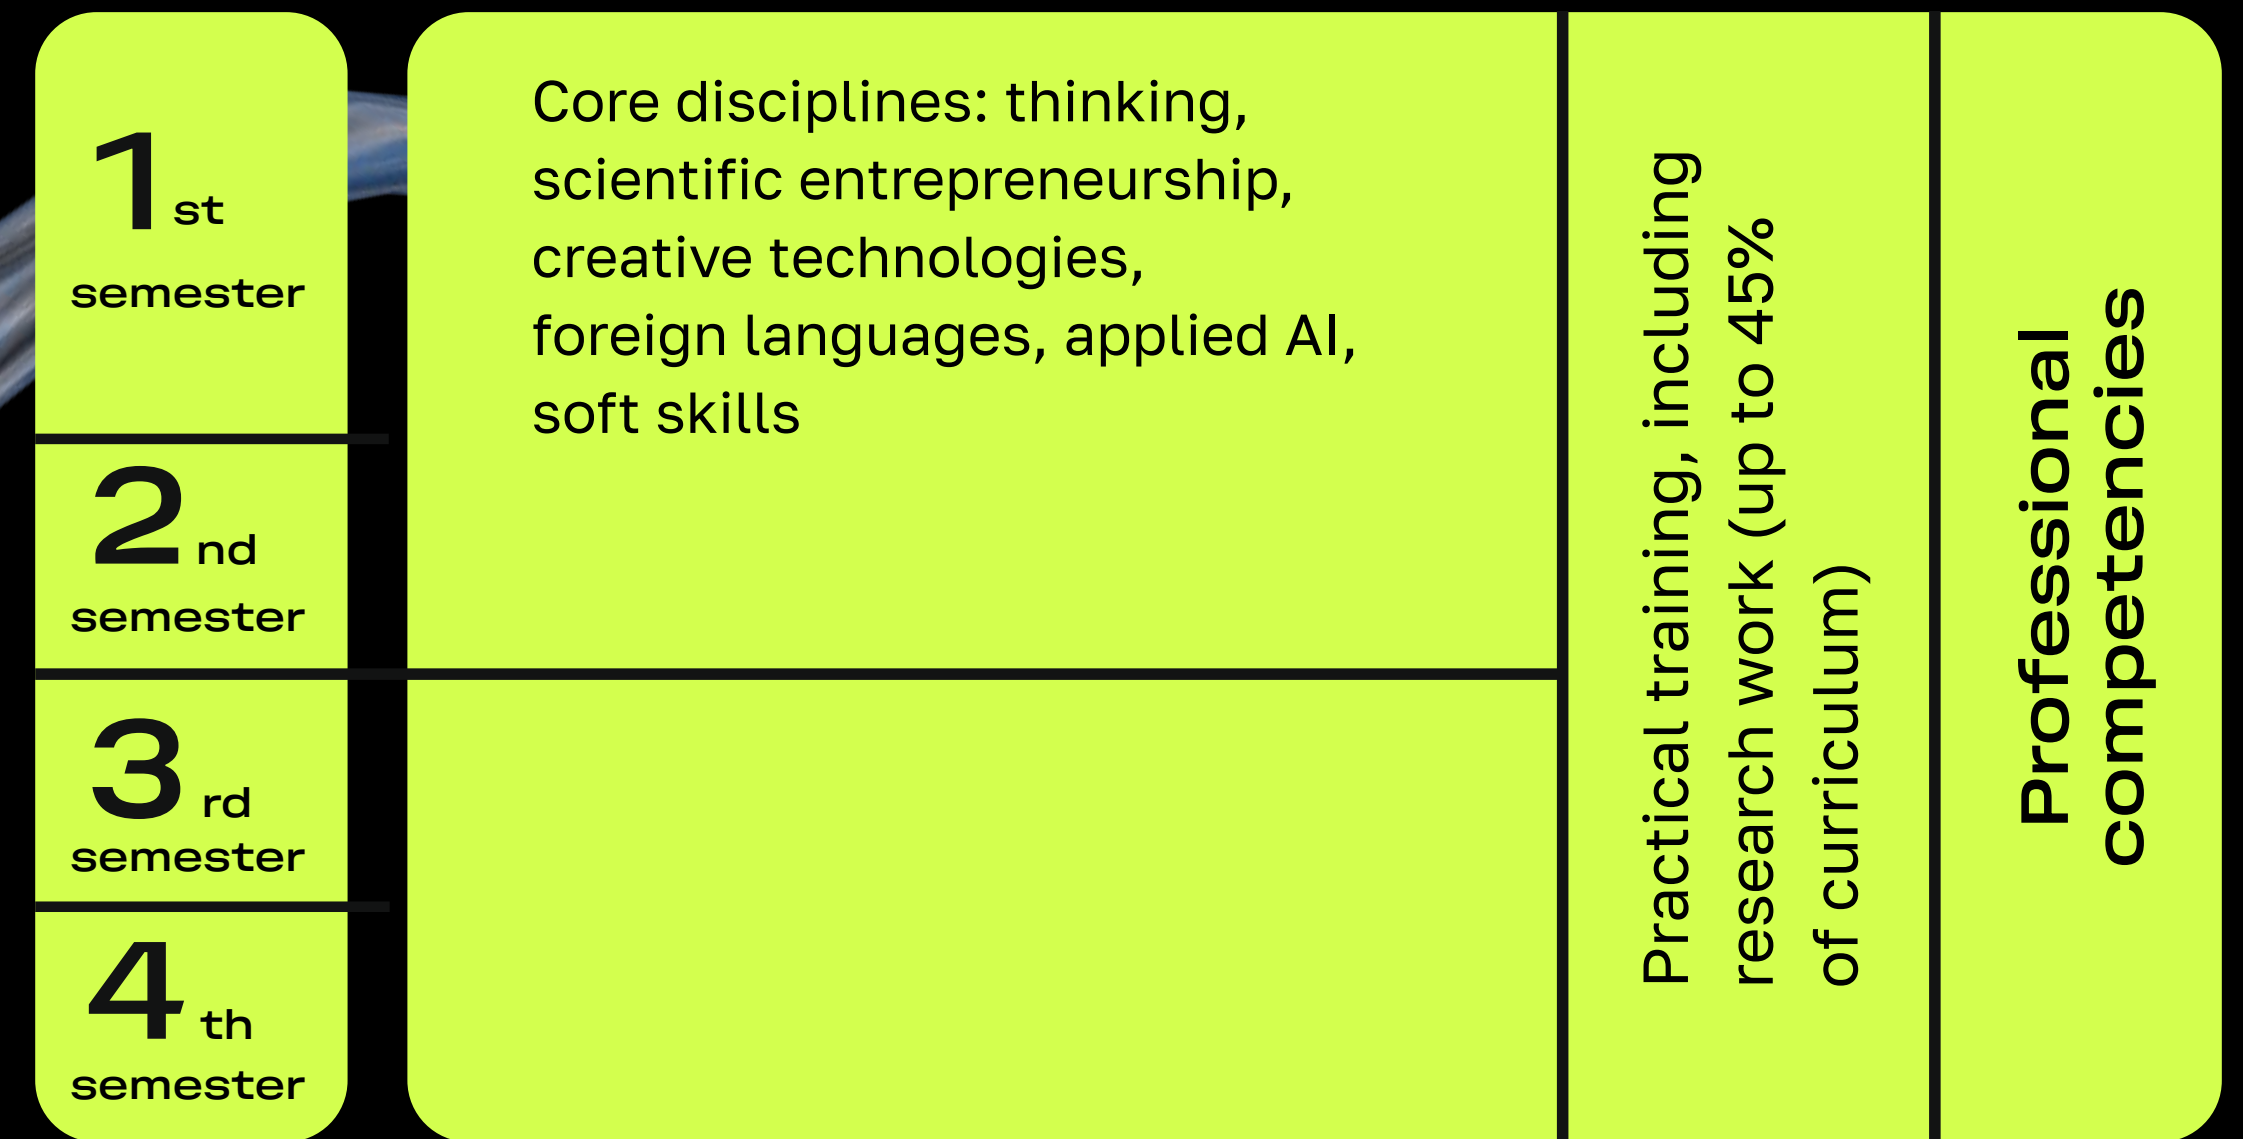 1st
semester
Core disciplines: thinking,
scientific entrepreneurship,
creative technologies,
foreign languages, applied AI,
soft skills
2nd
semester
3rd
semester
4th
semester
Practical training, including
research work (up to 45%
of curriculum)
Professional
competencies